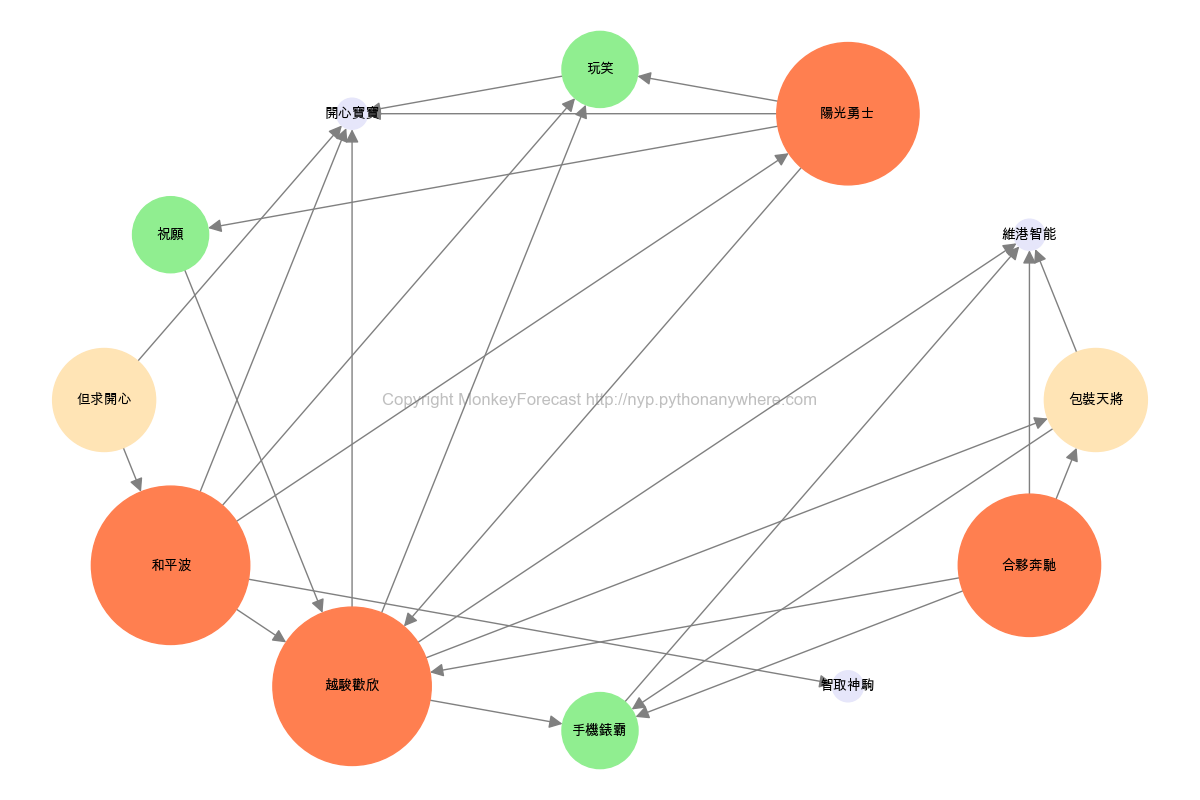 玩笑
開心寶寶
陽光勇士
祝願
維港智能
但求開心
Copyright MonkeyForecast http://nyp.pythonanywhere.com
包裝天將
和平波
合夥奔馳
越駿歡欣
智取神駒
手機錶霸